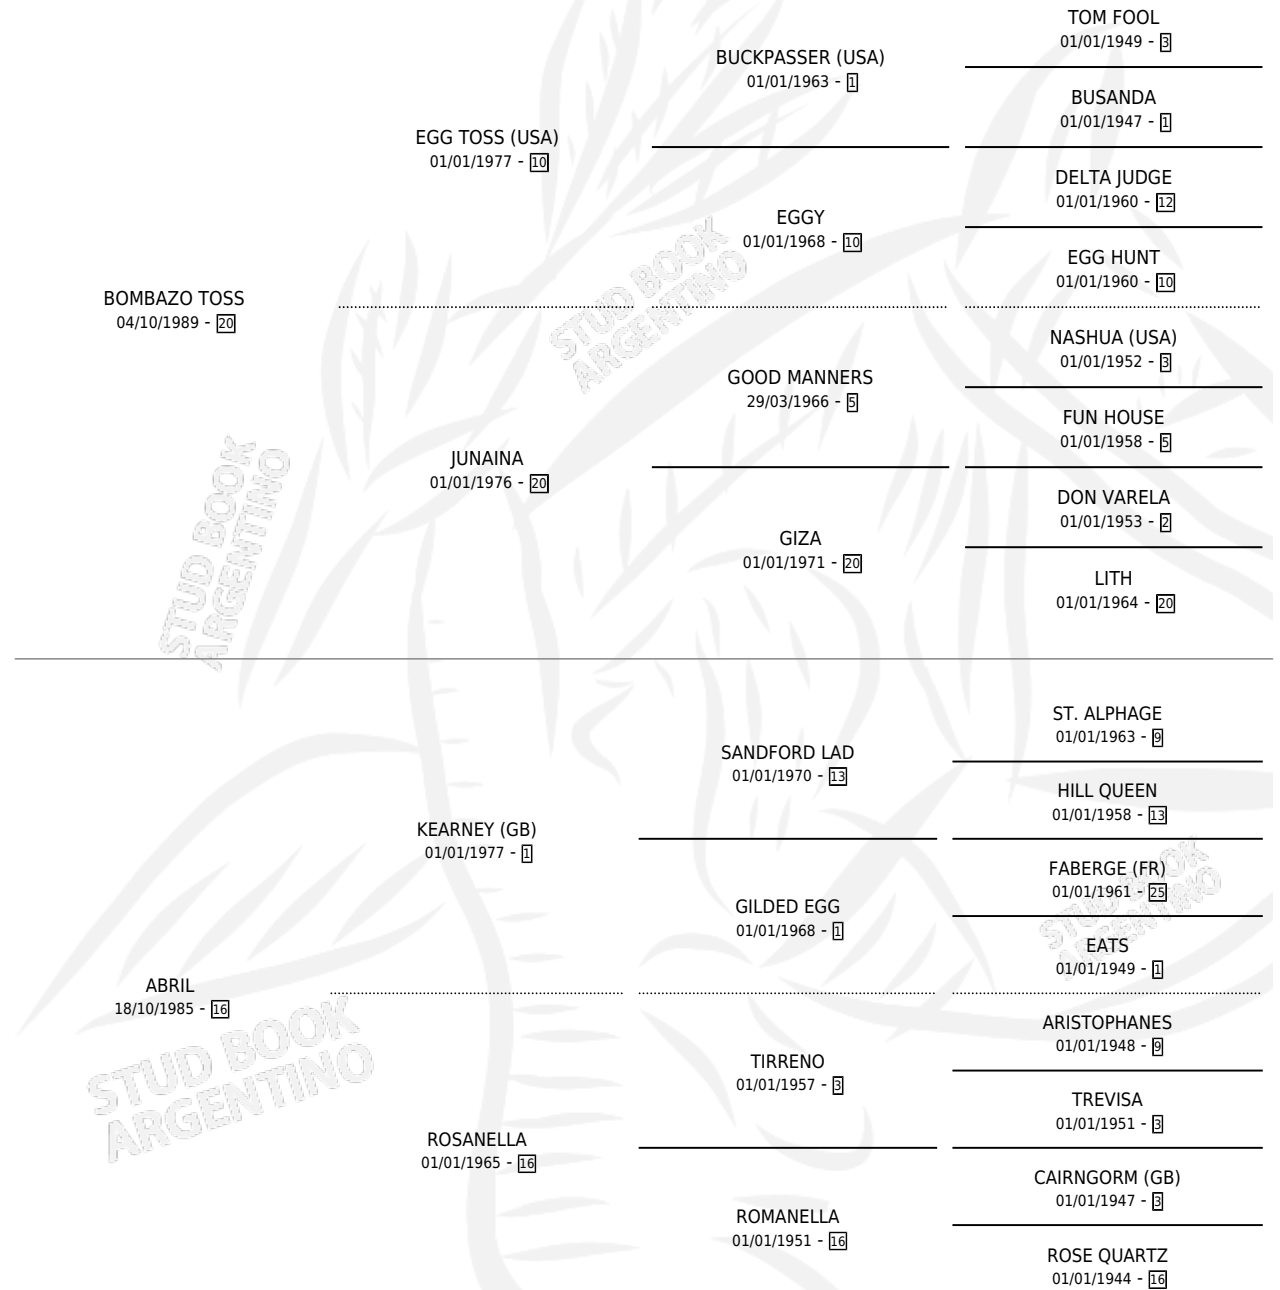 TOM FOOL
01/01/1949 - 3
BUCKPASSER (USA)
01/01/1963 - 1
BUSANDA
01/01/1947 - 1
EGG TOSS (USA)
01/01/1977 - 10
DELTA JUDGE
01/01/1960 - 12
EGGY
01/01/1968 - 10
EGG HUNT
01/01/1960 - 10
BOMBAZO TOSS
04/10/1989 - 20
NASHUA (USA)
01/01/1952 - 3
GOOD MANNERS
29/03/1966 - 5
FUN HOUSE
01/01/1958 - 5
JUNAINA
01/01/1976 - 20
DON VARELA
01/01/1953 - 2
GIZA
01/01/1971 - 20
LITH
01/01/1964 - 20
ST. ALPHAGE
01/01/1963 - 9
SANDFORD LAD
01/01/1970 - 13
HILL QUEEN
01/01/1958 - 13
KEARNEY (GB)
01/01/1977 - 1
FABERGE (FR)
01/01/1961 - 25
GILDED EGG
01/01/1968 - 1
EATS
01/01/1949 - 1
ABRIL
18/10/1985 - 16
ARISTOPHANES
01/01/1948 - 9
TIRRENO
01/01/1957 - 3
TREVISA
01/01/1951 - 3
ROSANELLA
01/01/1965 - 16
CAIRNGORM (GB)
01/01/1947 - 3
ROMANELLA
01/01/1951 - 16
ROSE QUARTZ
01/01/1944 - 16
STUD BOOK
ARGENTINO
STUD BOOK
ARGENTINO
STUD BOOK
ARGENTINO
STUD BOOK
ARGENTINO